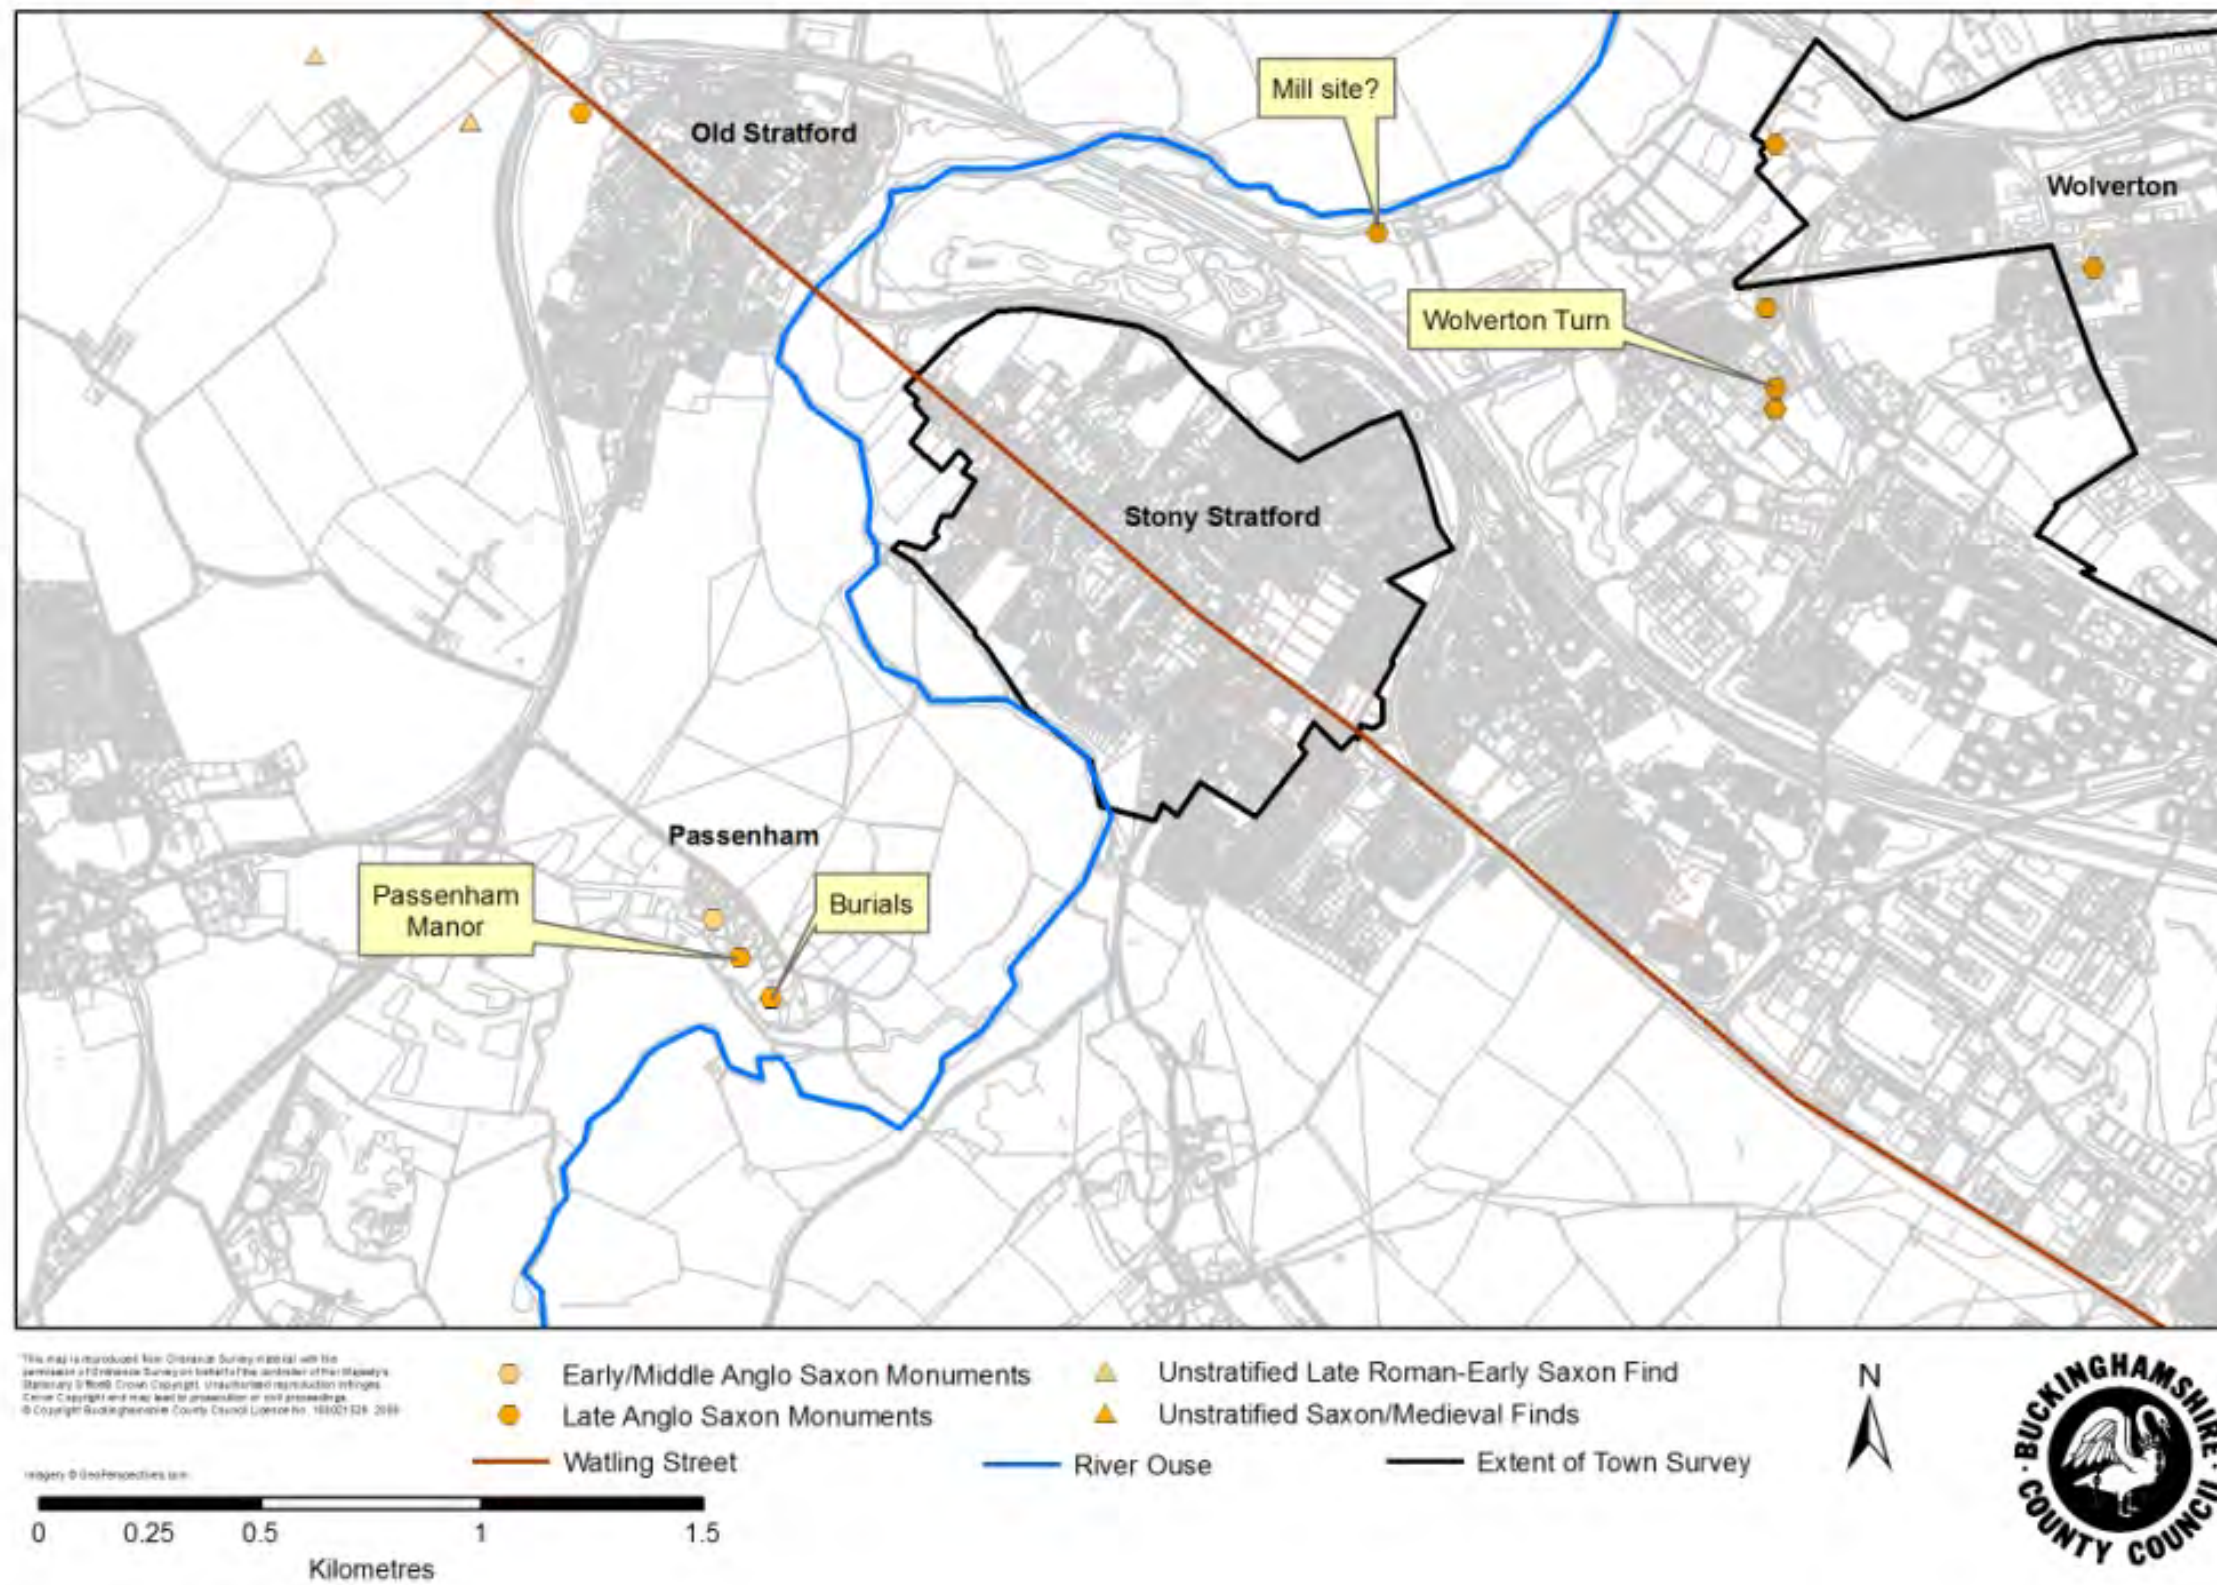 Mill site?
Old Stratford
Wolverton
Wolverton Turn
Stony Stratford
Passenham
Passenham
Manor
Burials
Early/Middle Anglo Saxon Monuments
Late Anglo Saxon Monuments
Watling Street
Unstratified Late Roman-Early Saxon Find
Unstratified Saxon/Medieval Finds
River Ouse
Extent of Town Survey
N
0 0.25 0.5 1 1.5
Kilometres
BUCKINGHAMSHIRE
COUNTY COUNCIL